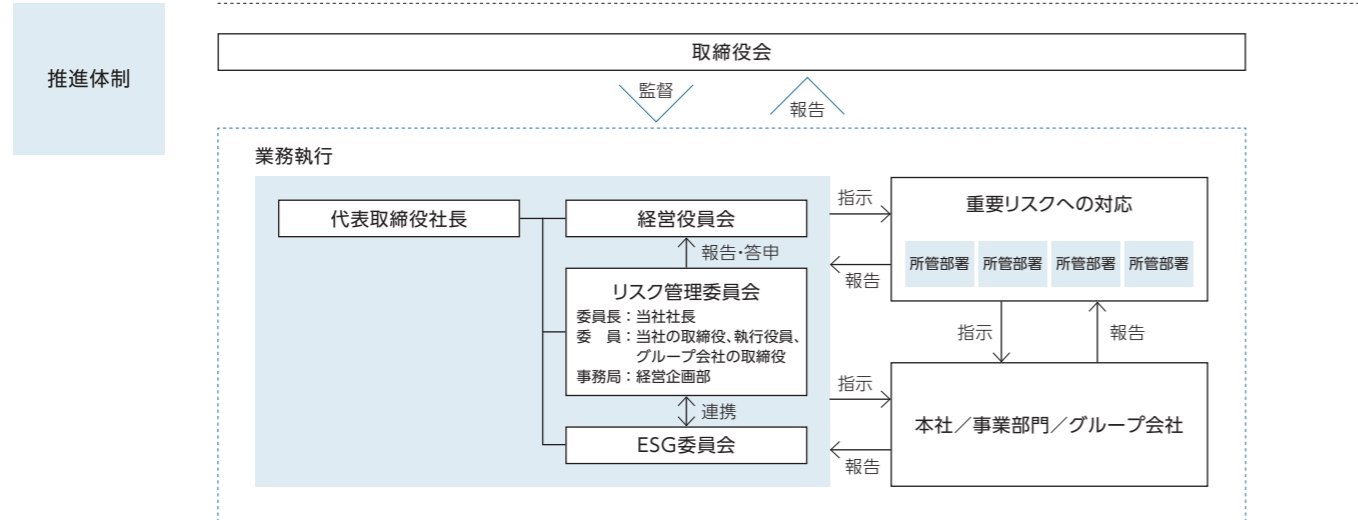 推進体制
取締役会
監督
報告
業務執行
代表取締役社長
経営役員会
報告・答申
リスク管理委員会
委員長：当社社長
委　員：当社の取締役、執行役員、
グループ会社の取締役
事務局：経営企画部
連携
ESG委員会
指示
報告
重要リスクへの対応
所管部署 所管部署 所管部署 所管部署
指示
報告
指示
報告
本社／事業部門／グループ会社